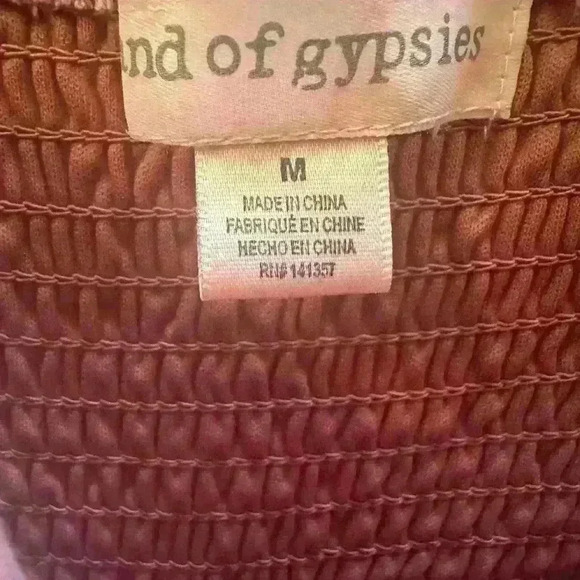 nd of gypsies
M
MADE IN CHINA
FABRIQUÉ EN CHINE
HECHO EN CHINA
RN# 141357